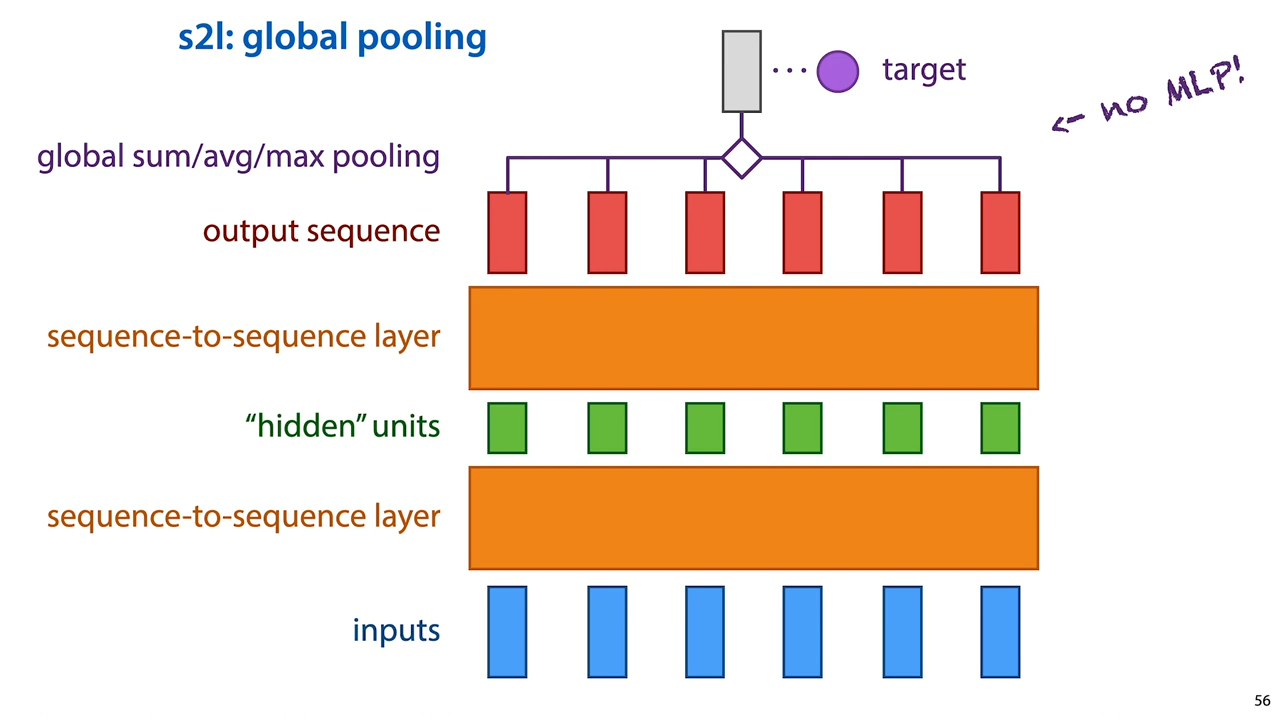 s2l: global pooling
target
← no MLP!
global sum/avg/max pooling
output sequence
sequence-to-sequence layer
“hidden” units
sequence-to-sequence layer
inputs
56